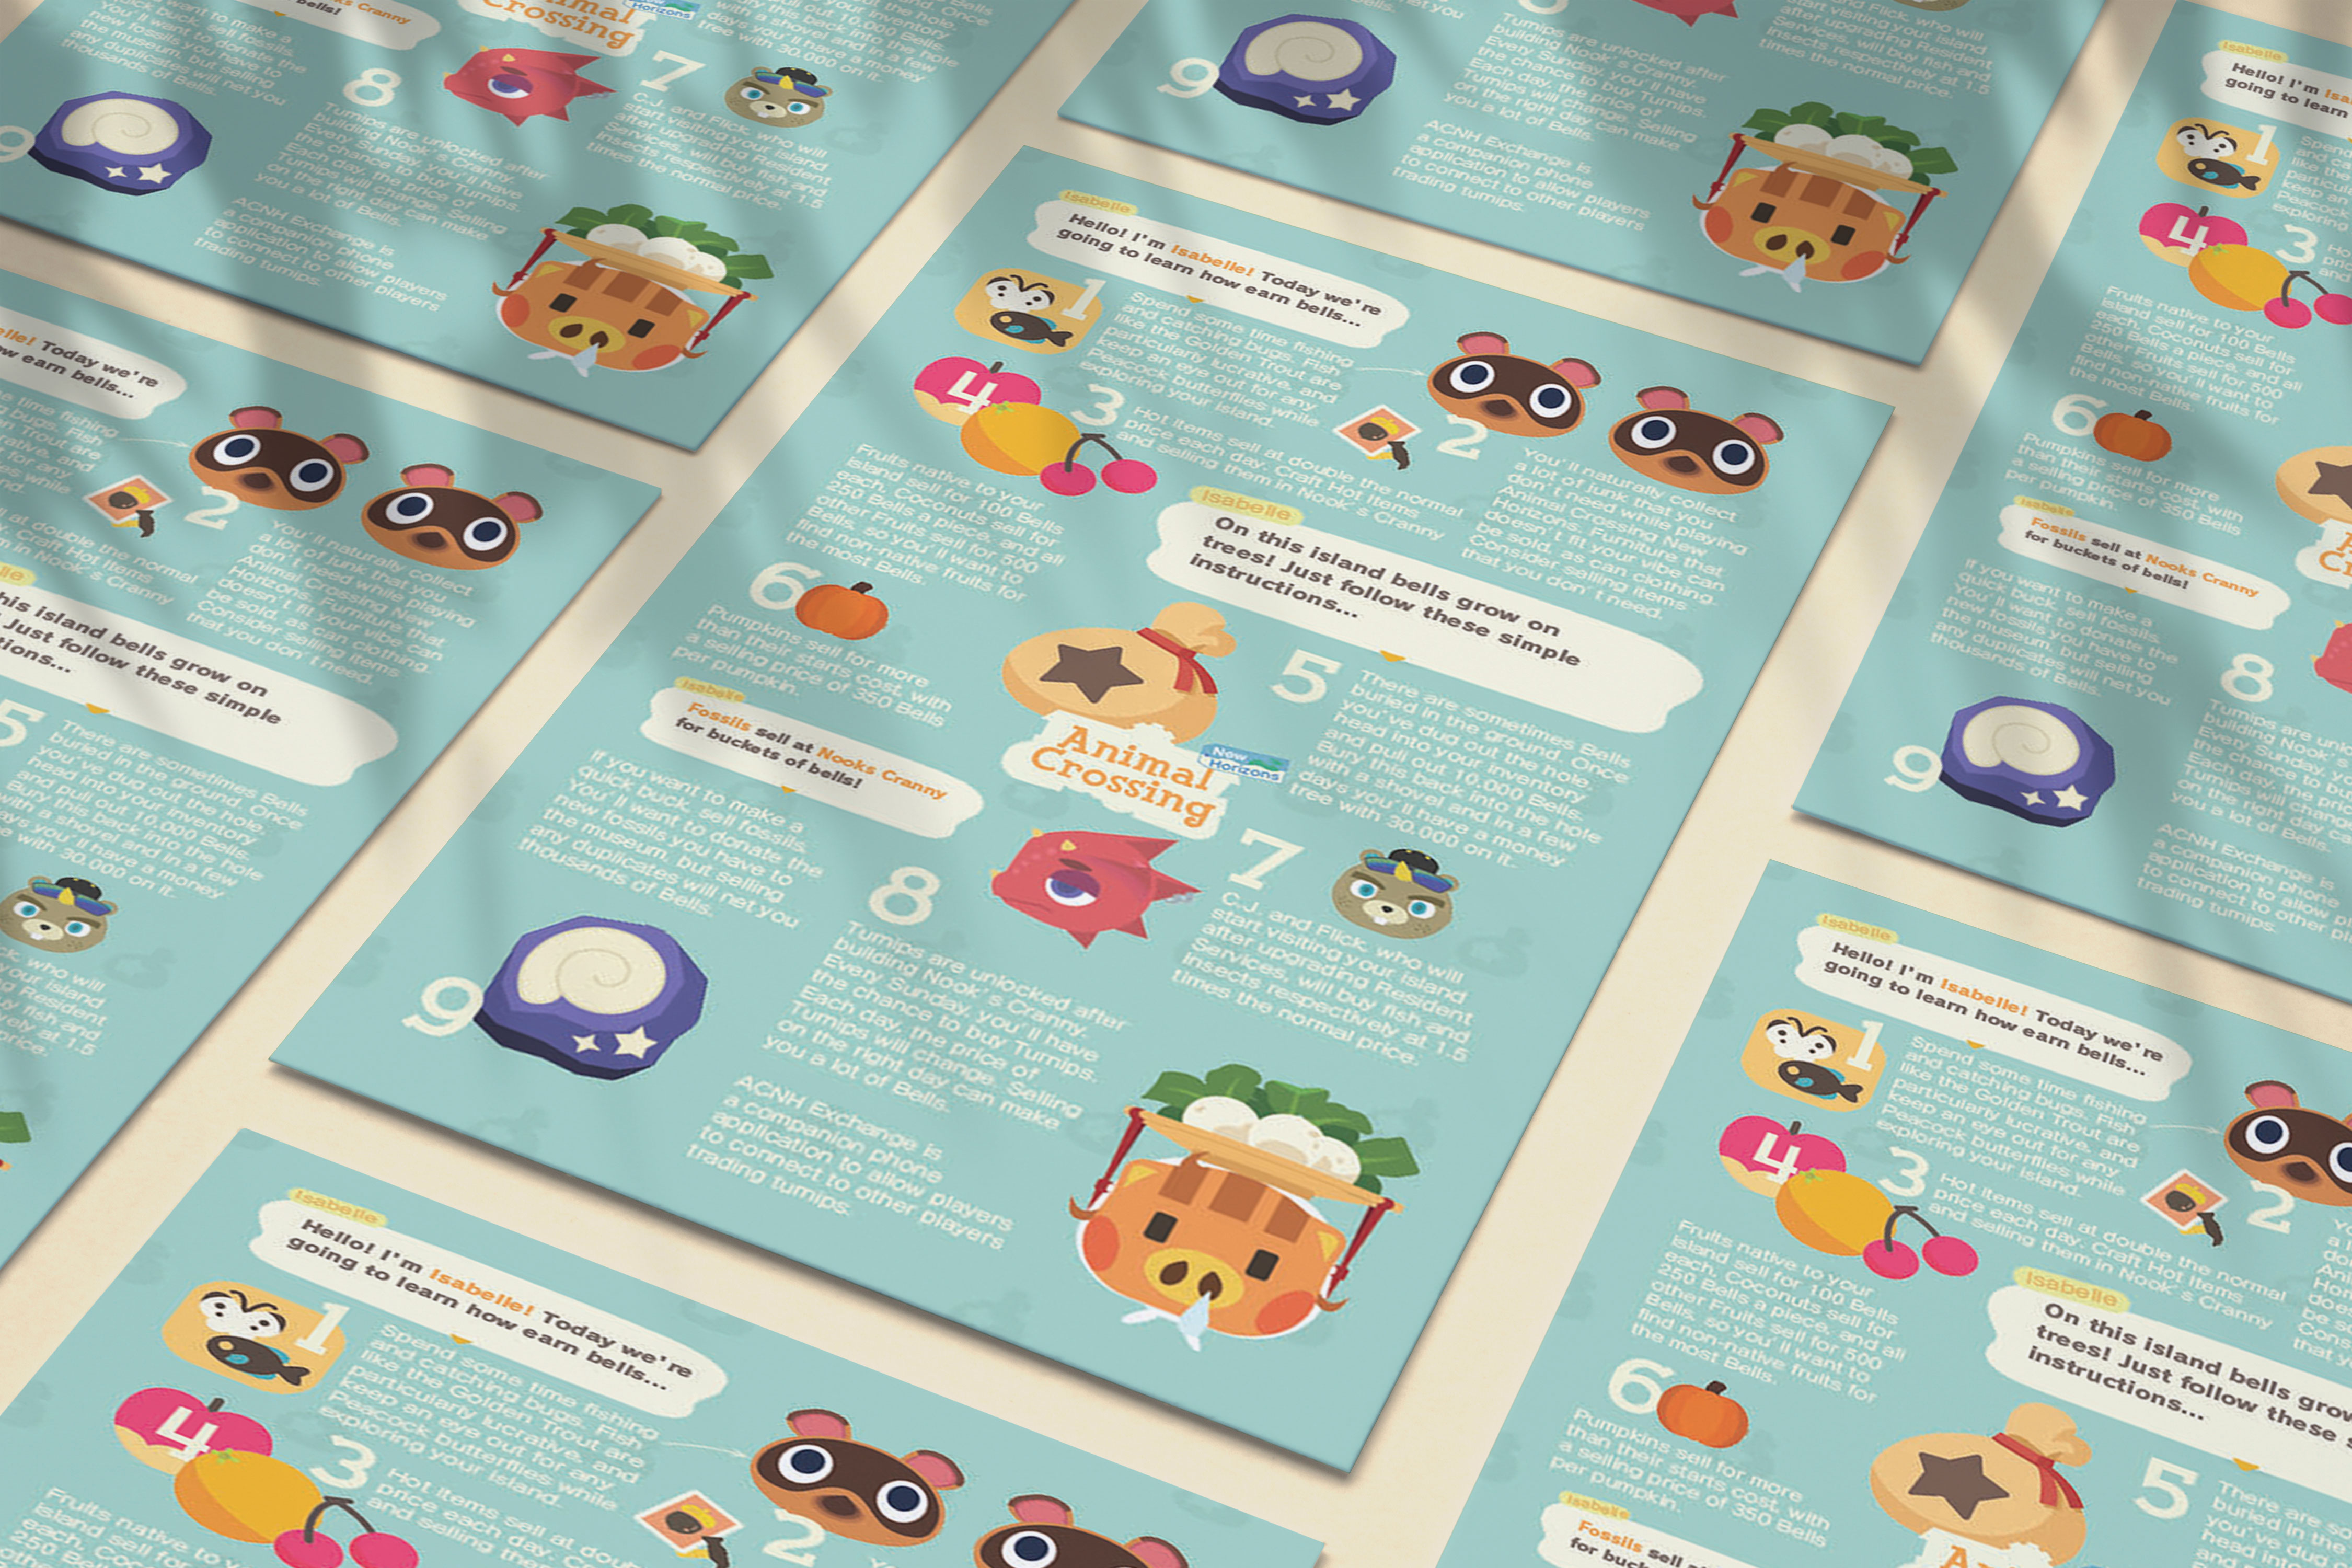 Isabelle
Hello! I'm Isabelle! Today we're
going to learn how earn bells...
1
Spend some time fishing
and catching bugs. Fish
like the Golden Trout are
particularly lucrative, and
keep an eye out for any
Peacock butterflies while
exploring your island.
2
You'll naturally collect
a lot of junk that you
don't need while playing
Animal Crossing New
Horizons. Furniture that
doesn't fit your vibe can
be sold, as can clothing.
Consider selling items
that you don't need.
3
Hot items sell at double the normal
price each day. Craft Hot Items
and selling them in Nook's Cranny
4
Fruits native to your
island sell for 100 Bells
each, Coconuts sell for
250 Bells a piece, and all
other Fruits sell for 500
Bells, so you'll want to
find non-native fruits for
the most Bells.
Isabelle
On this island bells grow on
trees! Just follow these simple
instructions...
6
Pumpkins sell for more
than their starts cost, with
a selling price of 350 Bells
per pumpkin.
5
There are sometimes Bells
buried in the ground. Once
you've dug out the hole,
head into your inventory
and pull out 10,000 Bells.
Bury this back into the hole
with a shovel and in a few
days you'll have a money
tree with 30,000 on it.
Animal
Crossing
New
Horizons
Isabelle
Fossils sell at Nooks Cranny
for buckets of bells!
If you want to make a
quick buck, sell fossils.
You'll want to donate the
new fossils you have to
the museum, but selling
any duplicates will net you
thousands of Bells.
7
C.J. and Flick, who will
start visiting your island
after upgrading Resident
Services, will buy fish and
insects respectively at 1.5
times the normal price.
8
Turnips are unlocked after
building Nook's Cranny.
Every Sunday, you'll have
the chance to buy Turnips.
Each day, the price of
Turnips will change. Selling
on the right day can make
you a lot of Bells.
ACNH Exchange is
a companion phone
application to allow players
to connect to other players
trading turnips.
9